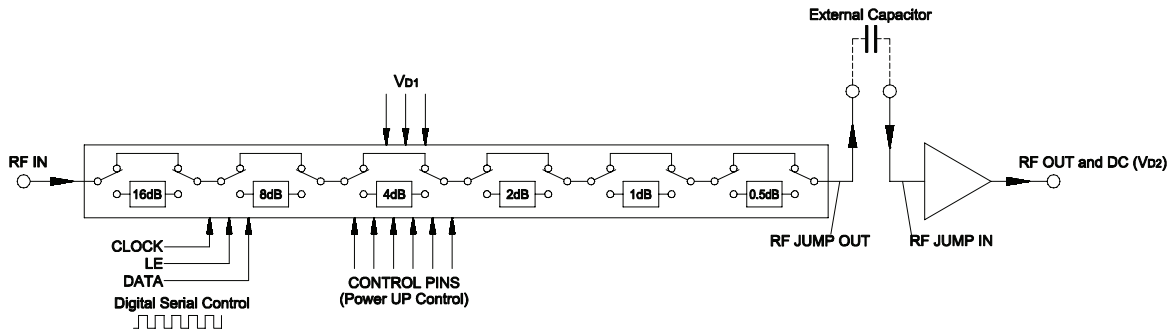 External Capacitor
VD1
RF IN
RF OUT and DC (VD2)
16dB
8dB
4dB
2dB
1dB
0.5dB
RF JUMP OUT
RF JUMP IN
CLOCK
LE
DATA
Digital Serial Control
CONTROL PINS
(Power UP Control)